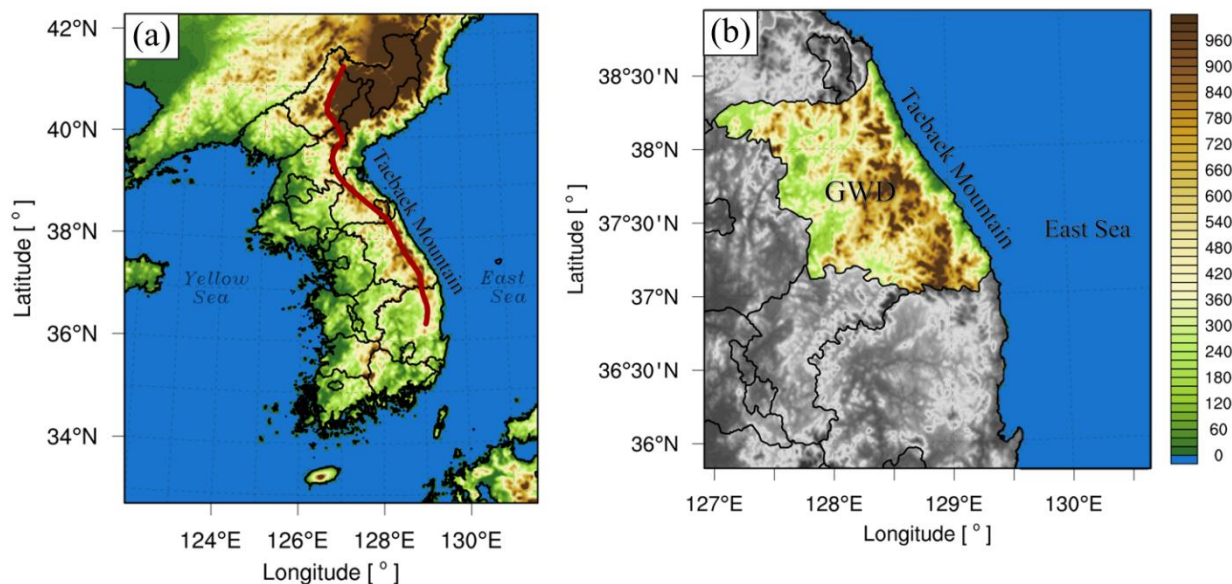 (a)
42°N
40°N
38°N
36°N
34°N
Latitude [ ° ]
Taeback Mountain
Yellow
Sea
East
Sea
124°E 126°E 128°E 130°E
Longitude [ ° ]
(b)
38°30'N
38°N
37°30'N
37°N
36°30'N
36°N
Latitude [ ° ]
Taeback Mountain
GWD
East Sea
127°E 128°E 129°E 130°E
Longitude [ ° ]
960
840
780
720
660
600
540
480
420
360
300
240
180
120
60
0